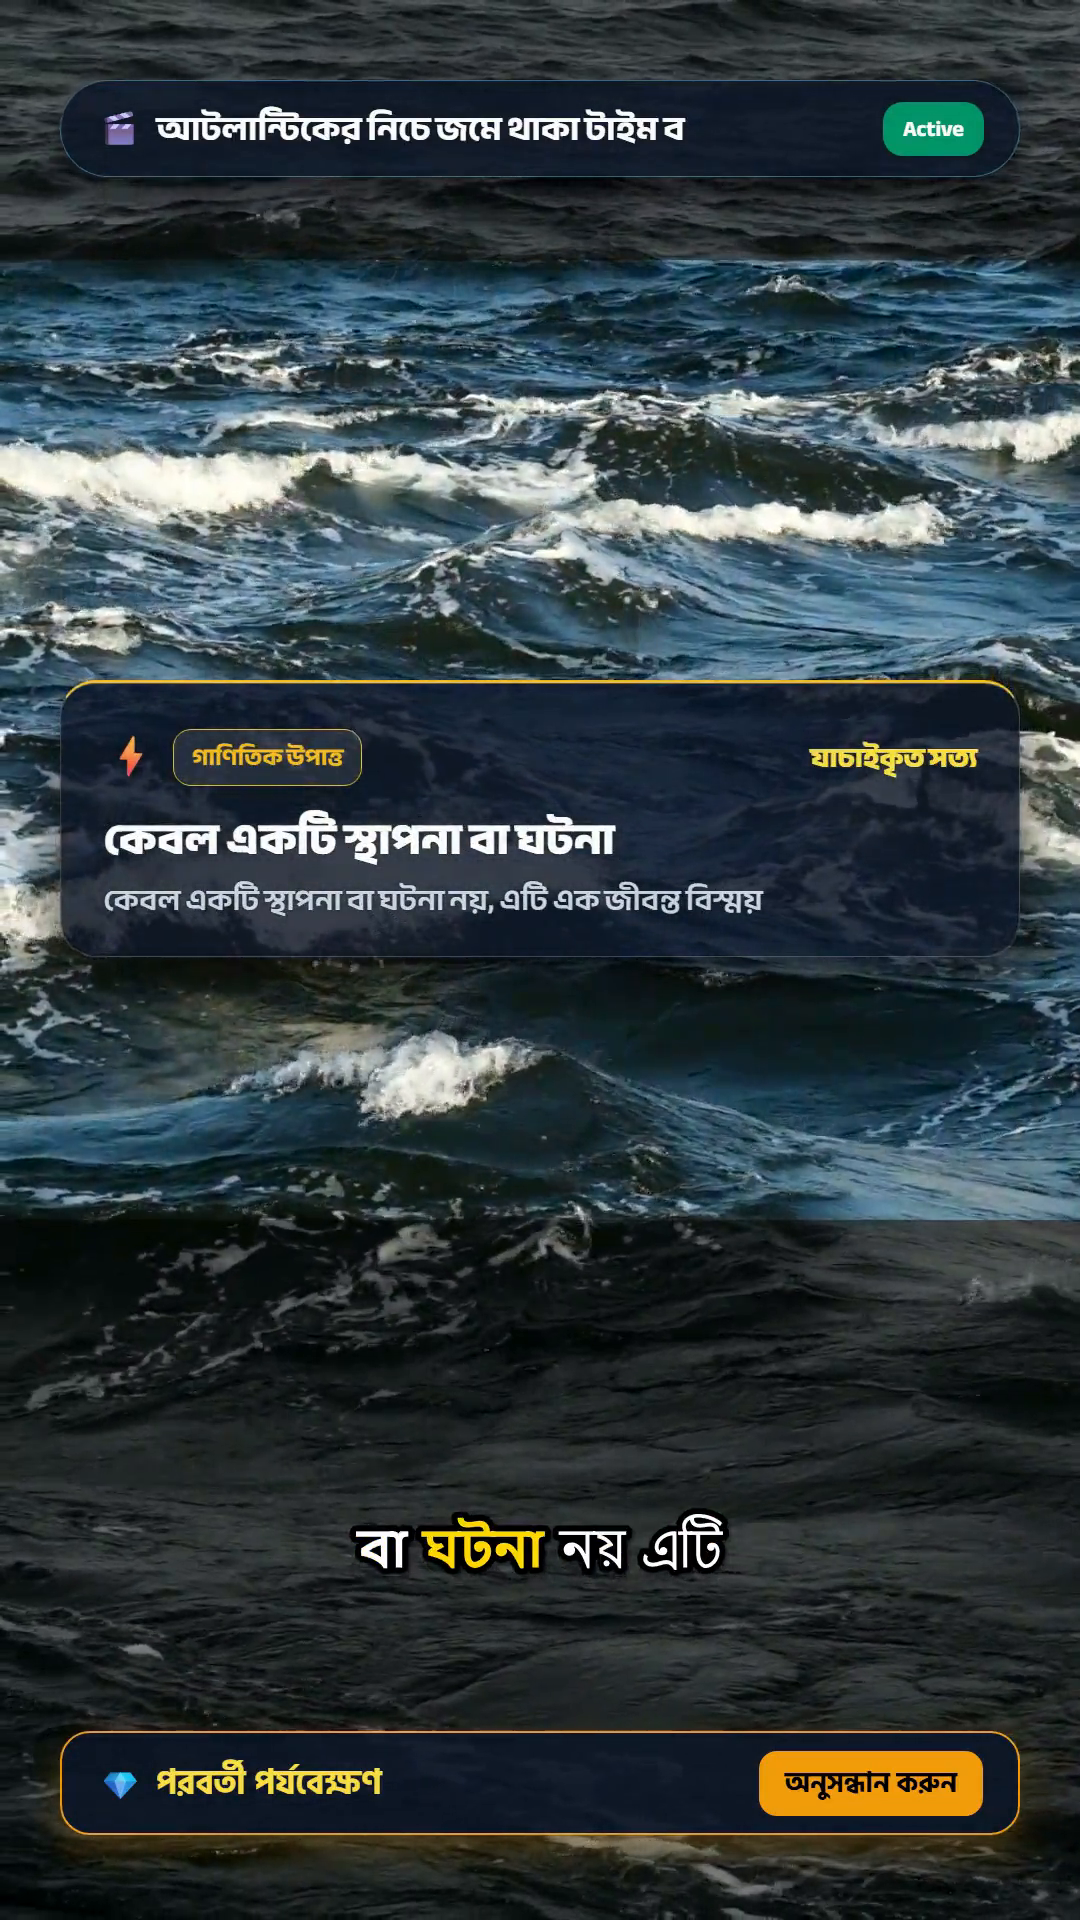 আটলান্টিকের নিচে জমে থাকা টাইম ব
Active
গাণিতিক উপাত্ত
যাচাইকৃত সত্য
কেবল একটি স্থাপনা বা ঘটনা
কেবল একটি স্থাপনা বা ঘটনা নয়, এটি এক জীবন্ত বিস্ময়
বা ঘটনা নয় এটি
পরবর্তী পর্যবেক্ষণ
অনুসন্ধান করুন